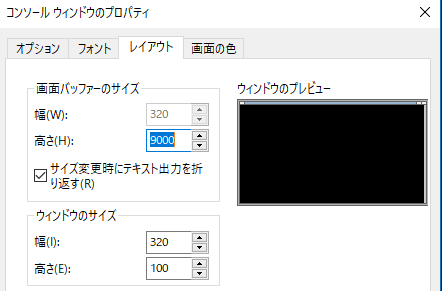 コンソール ウィンドウのプロパティ
オプション フォント レイアウト 画面の色
画面バッファーのサイズ
幅(W): 320
高さ(H): 9000
サイズ変更時にテキスト出力を折
り返す(R)
ウィンドウのサイズ
幅(I): 320
高さ(E): 100
ウィンドウのプレビュー